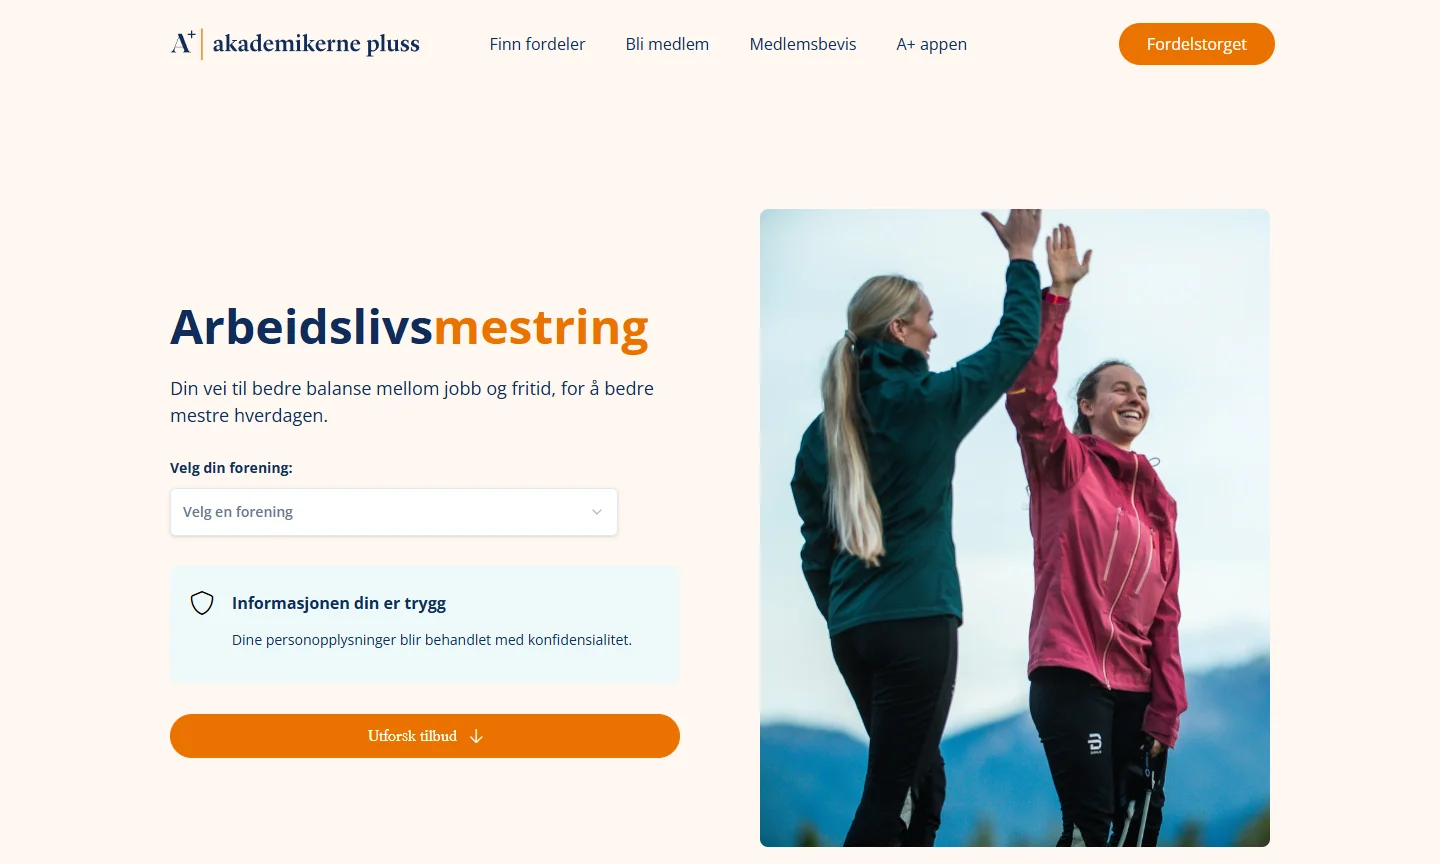 A+ akademikerne pluss
Finn fordeler
Bli medlem
Medlemsbevis
A+ appen
Fordelstorget
Arbeidslivsmestring
Din vei til bedre balanse mellom jobb og fritid, for å bedre
mestre hverdagen.
Velg din forening:
Velg en forening
Informasjonen din er trygg
Dine personopplysninger blir behandlet med konfidensialitet.
Utforsk tilbud